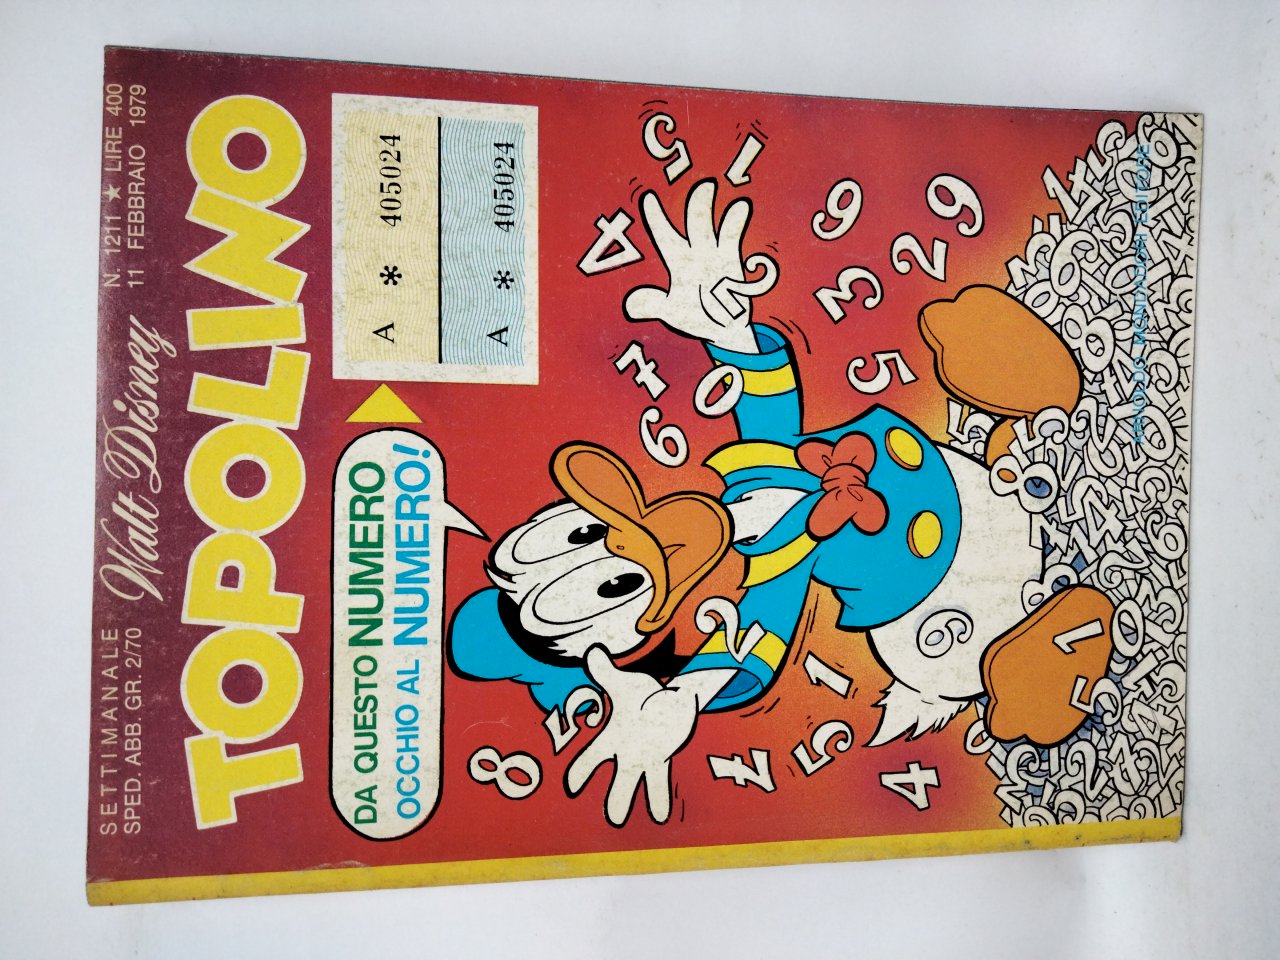 SETTIMANALE
SPED. ABB. GR. 2/70
Walt Disney
N. 1211 ★ LIRE 400
11 FEBBRAIO 1979
TOPOLINO
DA QUESTO NUMERO
OCCHIO AL NUMERO!
A * 405024
A * 405024
ARNOLDO MONDADORI EDITORE